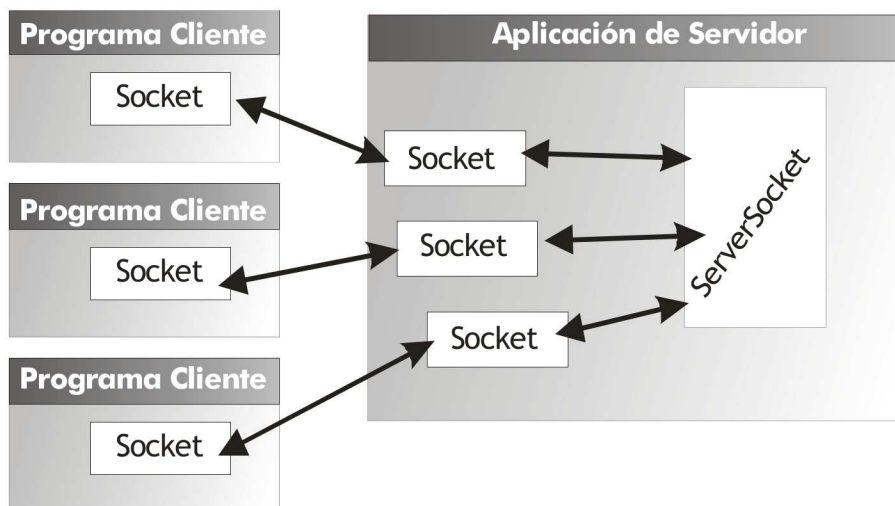 Programa Cliente
Socket
Programa Cliente
Socket
Programa Cliente
Socket
Aplicación de Servidor
Socket
Socket
Socket
ServerSocket